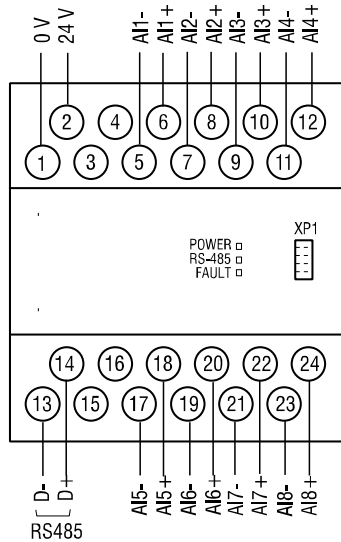 0 V
24 V
AI1-
AI1+
AI2-
AI2+
AI3-
AI3+
AI4-
AI4+
2 4 6 8 10 12
1 3 5 7 9 11
XP1
POWER
RS-485
FAULT
14 16 18 20 22 24
13 15 17 19 21 23
D-
D+
AI5-
AI5+
AI6-
AI6+
AI7-
AI7+
AI8-
AI8+
RS485